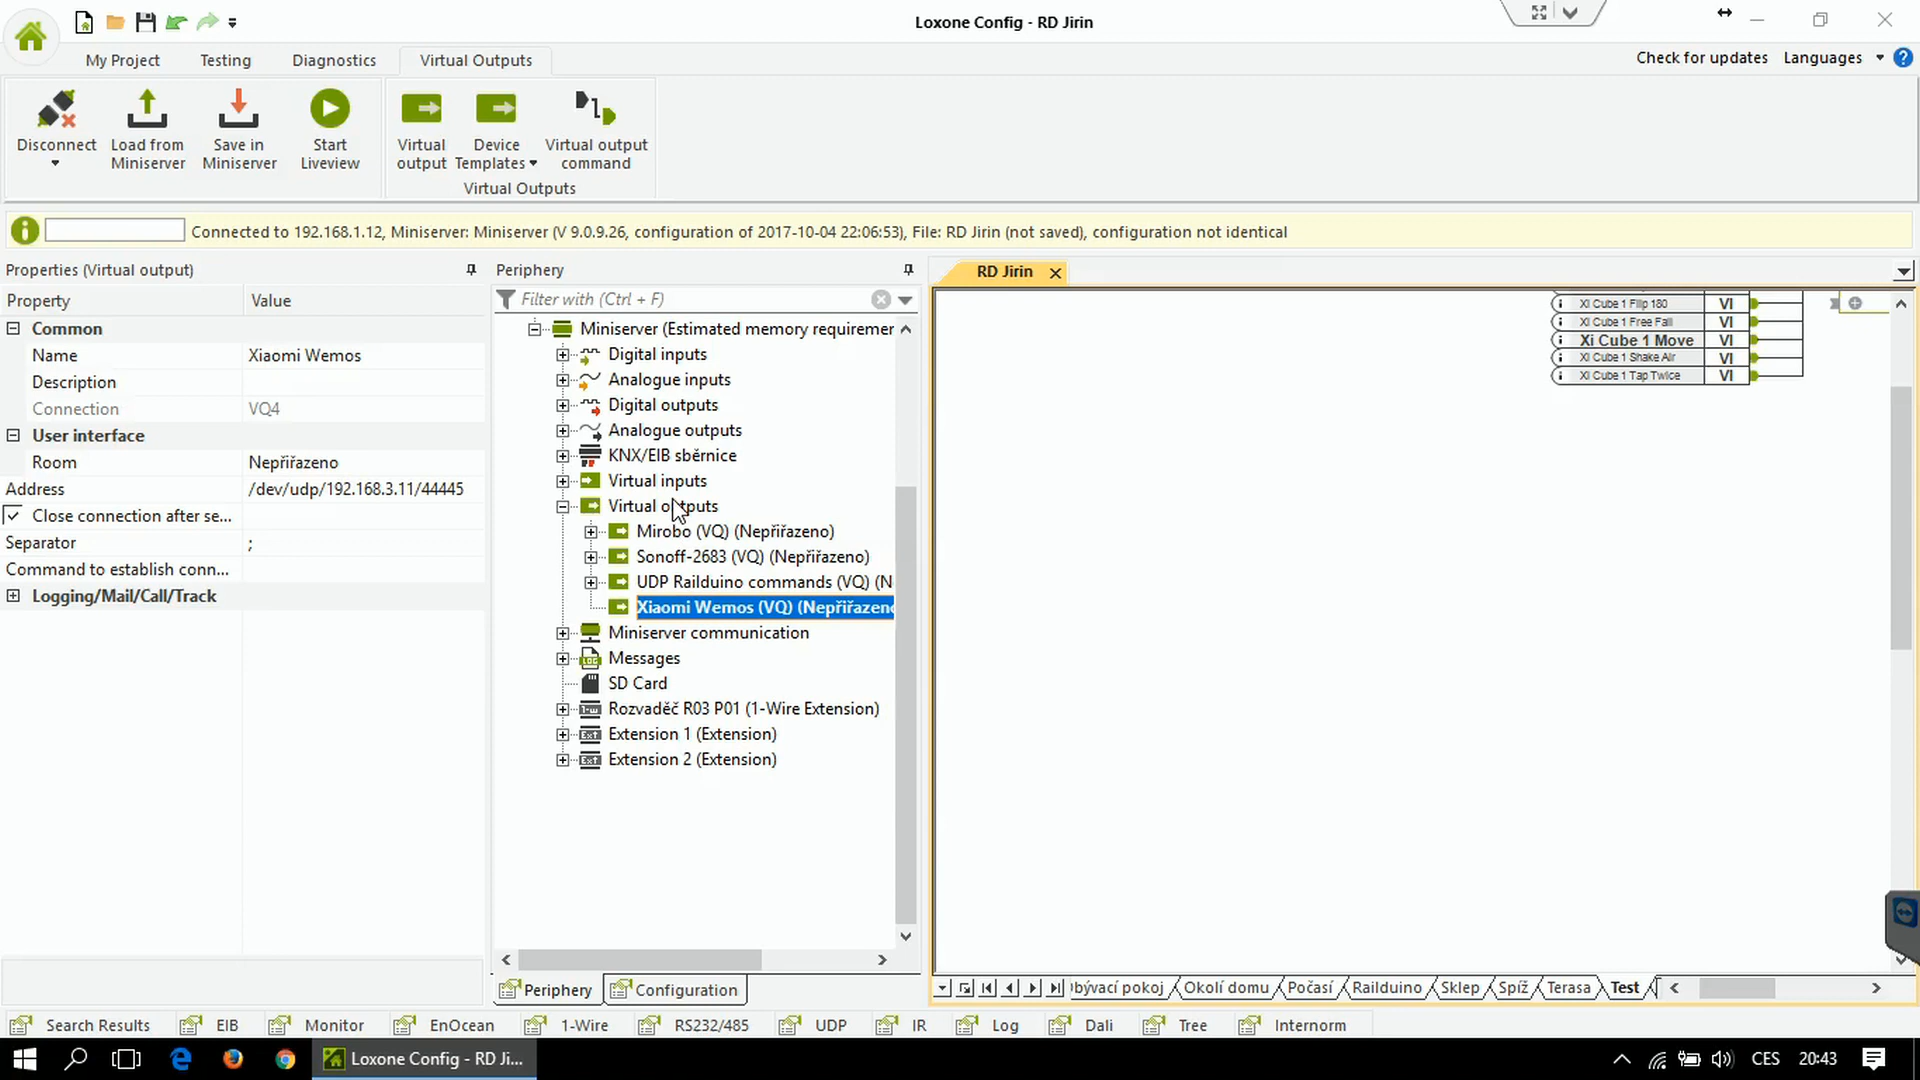 Loxone Config - RD Jirin
My Project
Testing
Diagnostics
Virtual Outputs
Check for updates
Languages
Disconnect
Load from
Miniserver
Save in
Miniserver
Start
Liveview
Virtual
output
Device
Templates
Virtual output
command
Virtual Outputs
Connected to 192.168.1.12, Miniserver: Miniserver (V 9.0.9.26, configuration of 2017-10-04 22:06:53), File: RD Jirin (not saved), configuration not identical
Properties (Virtual output)
Property
Value
Common
Name
Xiaomi Wemos
Description
Connection
VQ4
User interface
Room
Nepřiřazeno
Address
/dev/udp/192.168.3.11/44445
Close connection after se...
Separator
;
Command to establish conn...
Logging/Mail/Call/Track
Periphery
Filter with (Ctrl + F)
Miniserver (Estimated memory requiremer
Digital inputs
Analogue inputs
Digital outputs
Analogue outputs
KNX/EIB sběrnice
Virtual inputs
Virtual outputs
Mirobo (VQ) (Nepřiřazeno)
Sonoff-2683 (VQ) (Nepřiřazeno)
UDP Railduino commands (VQ) (N
Xiaomi Wemos (VQ) (Nepřiřazeno
Miniserver communication
Messages
SD Card
Rozvaděč R03 P01 (1-Wire Extension)
Extension 1 (Extension)
Extension 2 (Extension)
Periphery
Configuration
RD Jirin
Xi Cube 1 Flip 180 VI
Xi Cube 1 Free Fall VI
Xi Cube 1 Move VI
Xi Cube 1 Shake Air VI
Xi Cube 1 Tap Twice VI
bývací pokoj
Okolí domu
Počasí
Railduino
Sklep
Spíž
Terasa
Test
Search Results
EIB
Monitor
EnOcean
1-Wire
RS232/485
UDP
IR
Log
Dali
Tree
Internorm
Loxone Config - RD Ji...
CES
20:43